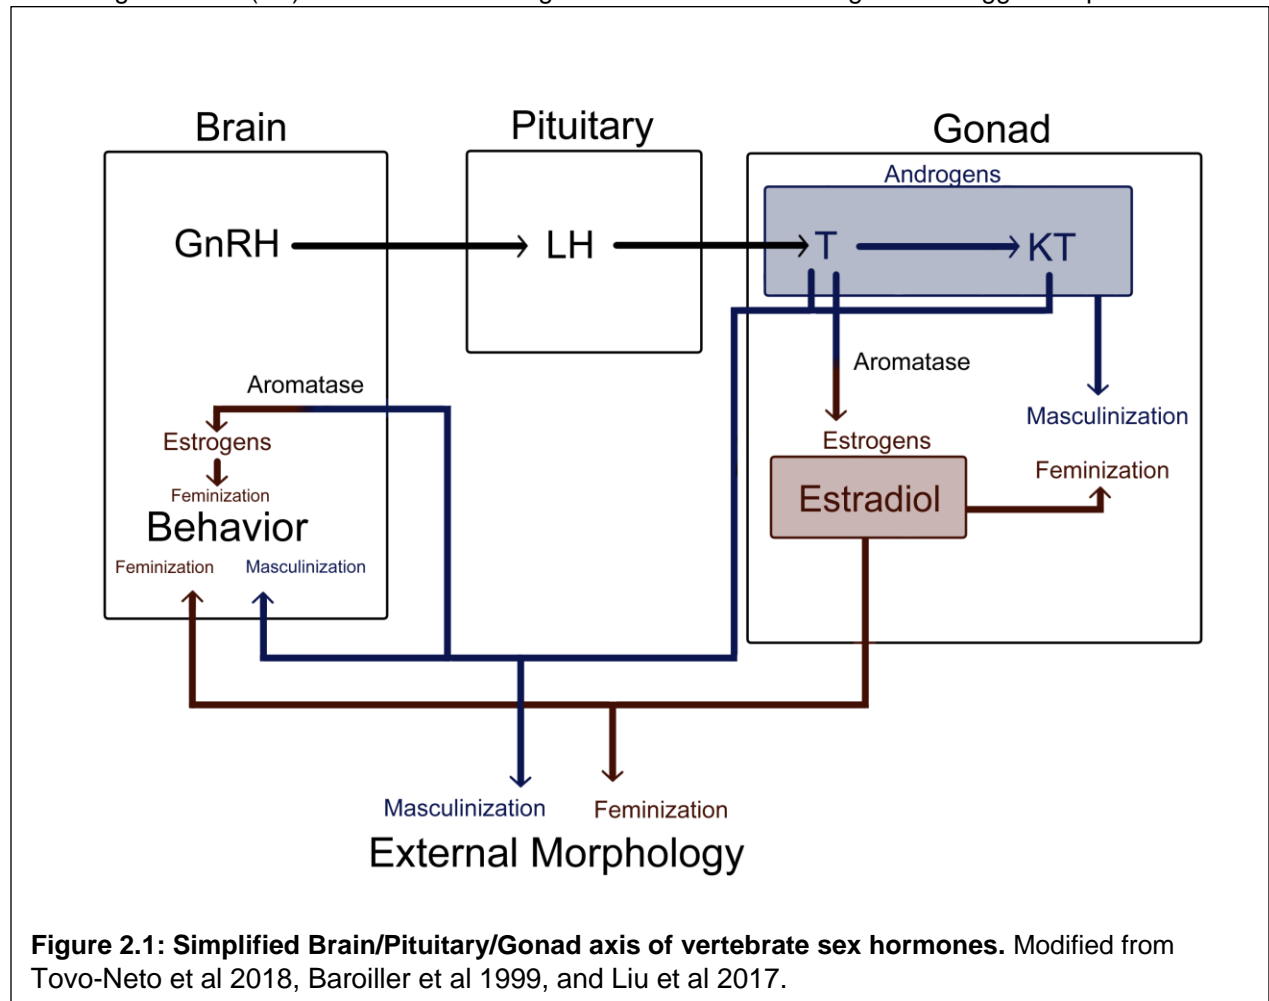 Brain
Pituitary
Gonad
Androgens
GnRH
LH
T
KT
Aromatase
Aromatase
Masculinization
Estrogens
Estrogens
Feminization
Feminization
Estradiol
Behavior
Feminization
Masculinization
Masculinization
Feminization
External Morphology
Figure 2.1: Simplified Brain/Pituitary/Gonad axis of vertebrate sex hormones. Modified from
Tovo-Neto et al 2018, Baroiller et al 1999, and Liu et al 2017.